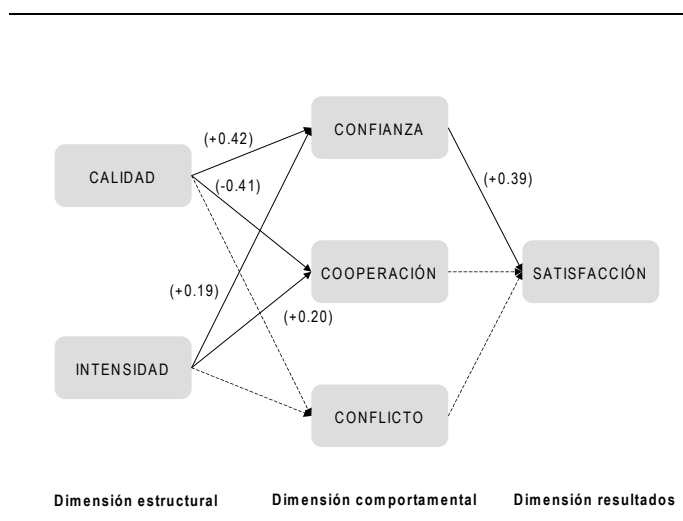 CONFIANZA
(+0.42)
CALIDAD
(-0.41)
(+0.39)
COOPERACIÓN
SATISFACCIÓN
(+0.19)
(+0.20)
INTENSIDAD
CONFLICTO
Dimensión estructural
Dimensión comportamental
Dimensión resultados